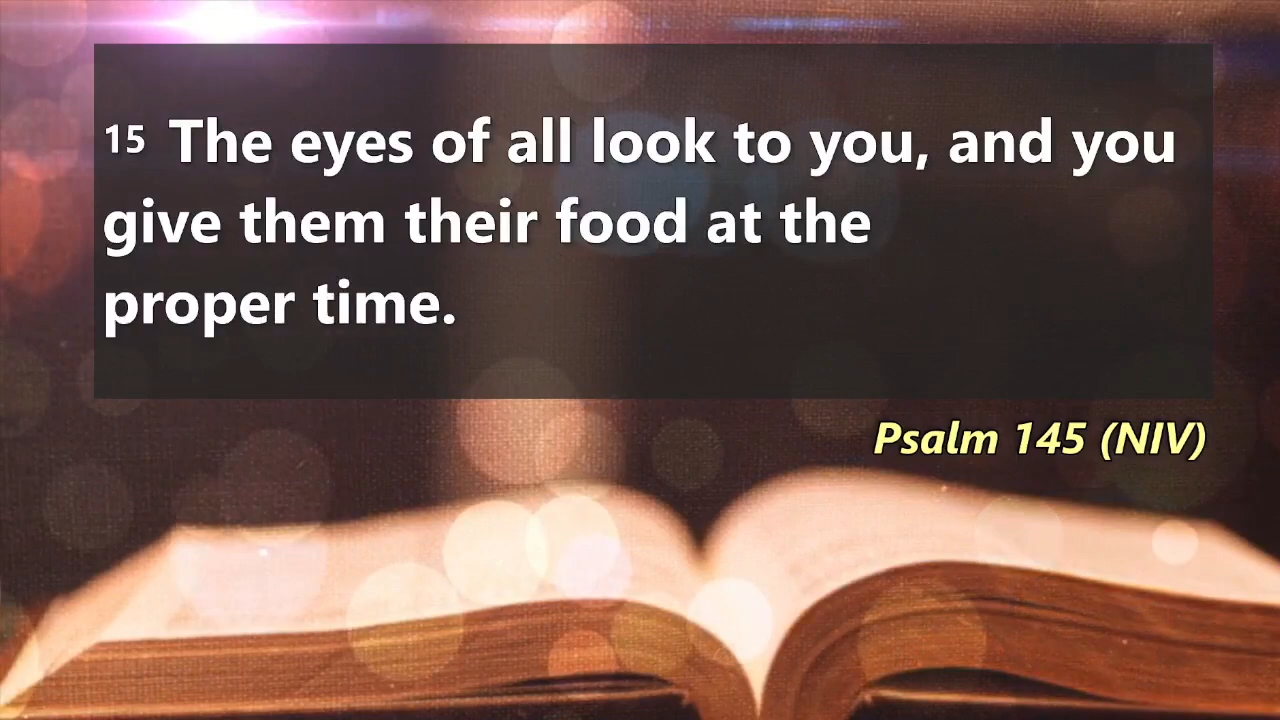 15 The eyes of all look to you, and you
give them their food at the
proper time.
Psalm 145 (NIV)